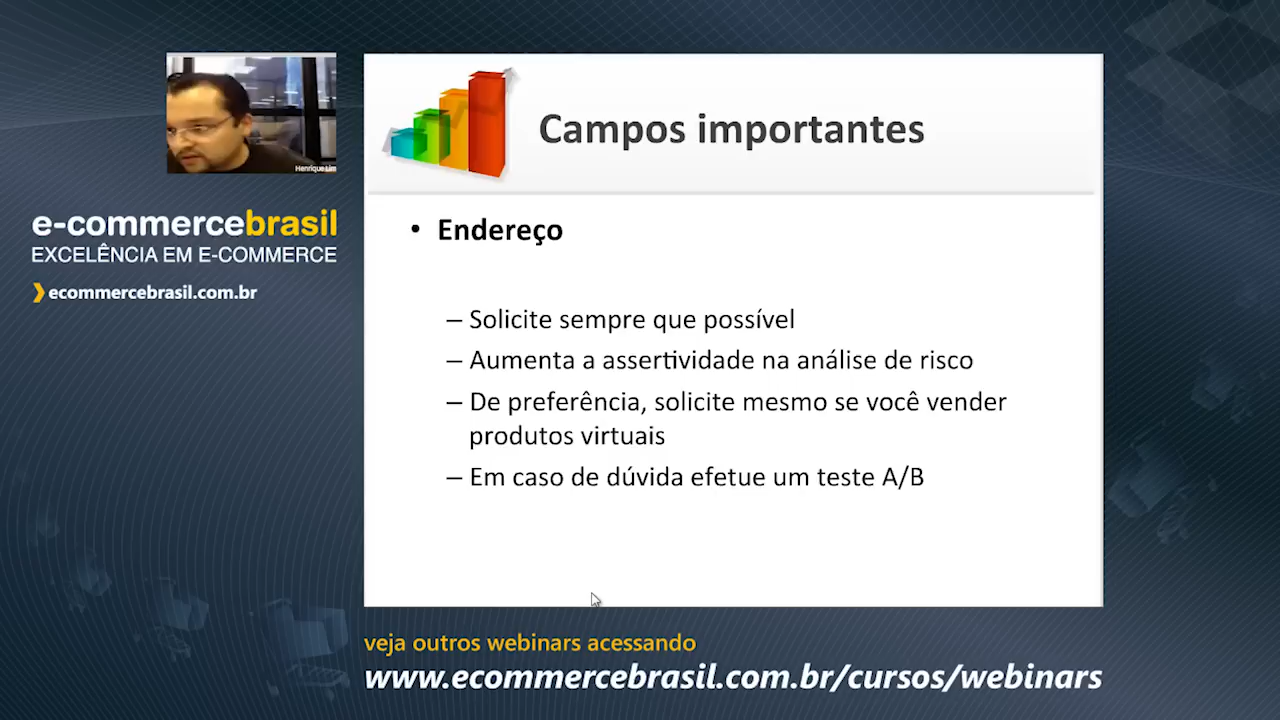 Henrique Lim
e-commercebrasil
EXCELÊNCIA EM E-COMMERCE
ecommercebrasil.com.br
Campos importantes
• Endereço
– Solicite sempre que possível
– Aumenta a assertividade na análise de risco
– De preferência, solicite mesmo se você vender
produtos virtuais
– Em caso de dúvida efetue um teste A/B
veja outros webinars acessando
www.ecommercebrasil.com.br/cursos/webinars